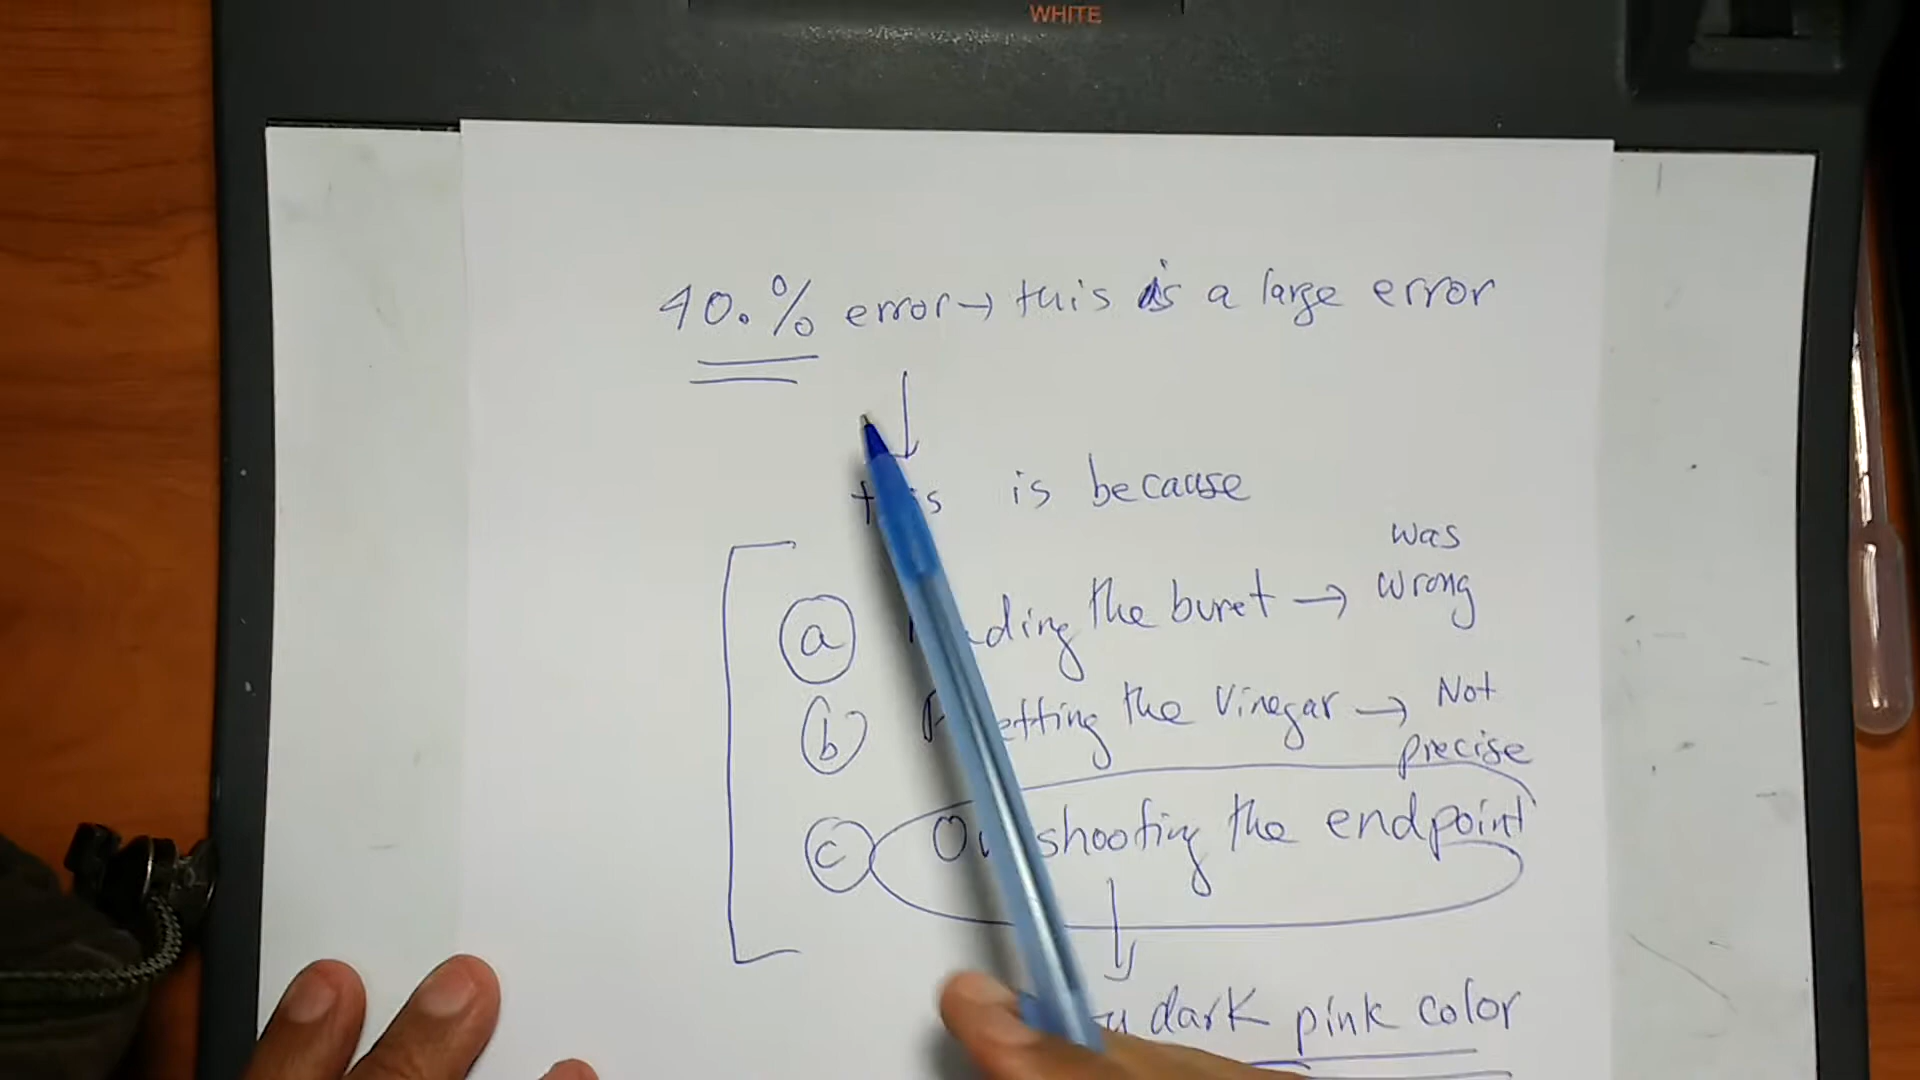 WHITE
40.% error → this is a large error
↓
is because
was
(a) the buret → wrong
(b) the Vinegar → Not
precise
(c) the endpoint
↓
dark pink color